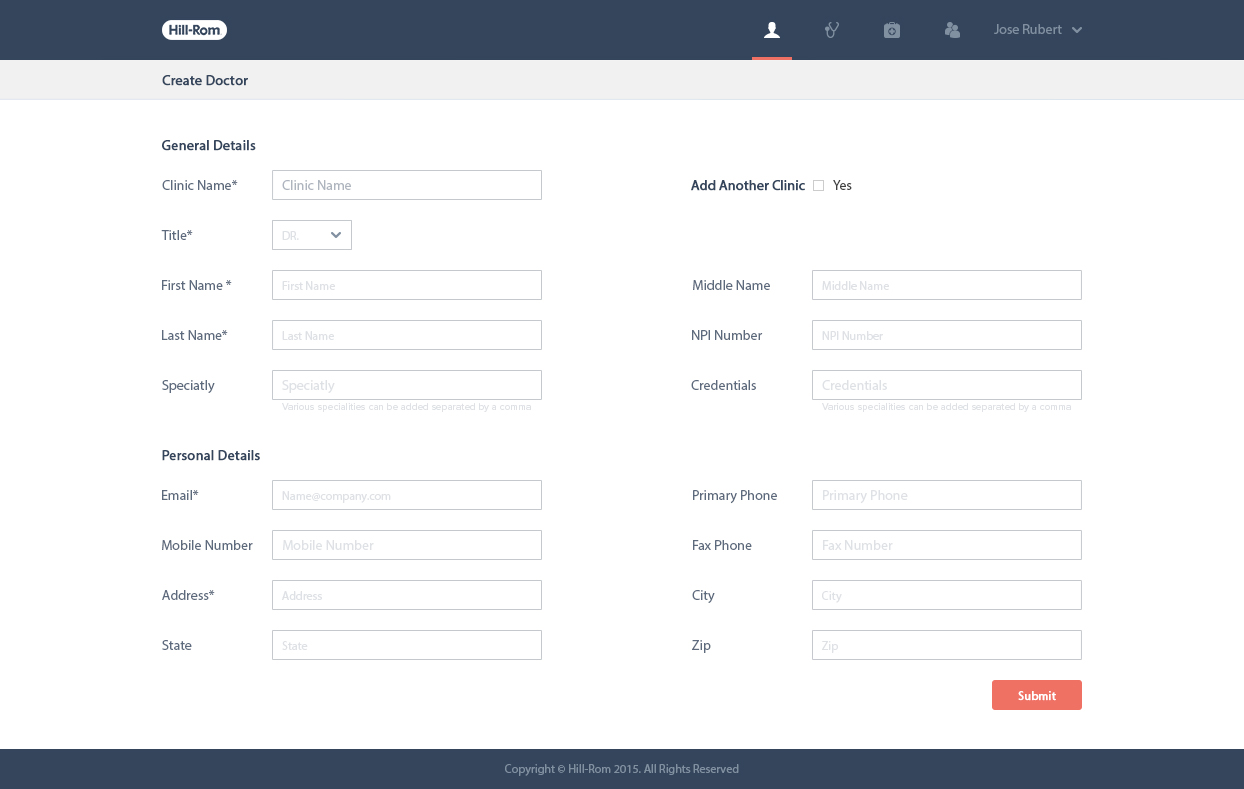 Hill-Rom
Jose Rubert
Create Doctor
General Details
Clinic Name* Clinic Name Add Another Clinic Yes
Title* DR.
First Name * First Name Middle Name Middle Name
Last Name* Last Name NPI Number NPI Number
Speciatly Speciatly Credentials Credentials
Various specialities can be added separated by a comma Various specialities can be added separated by a comma
Personal Details
Email* Name@company.com Primary Phone Primary Phone
Mobile Number Mobile Number Fax Phone Fax Number
Address* Address City City
State State Zip Zip
Submit
Copyright © Hill-Rom 2015. All Rights Reserved